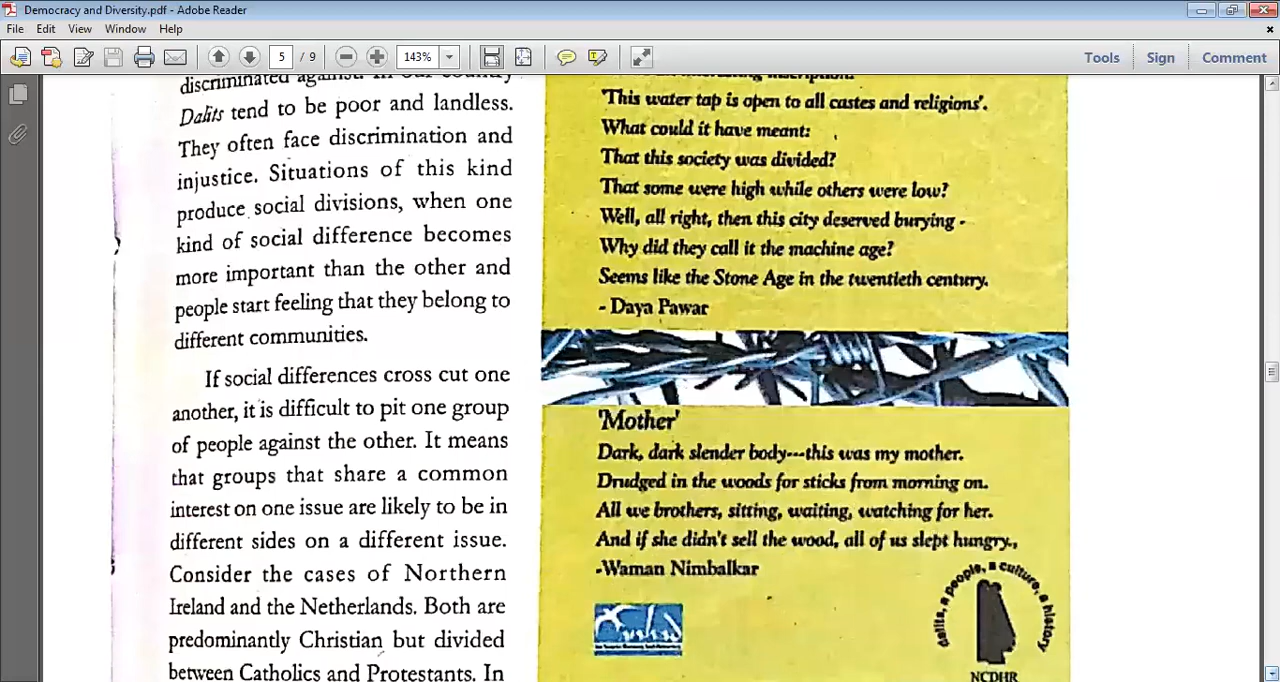 Democracy and Diversity.pdf - Adobe Reader
File Edit View Window Help
5 / 9 143% Tools Sign Comment
discriminated against. In our country
Dalits tend to be poor and landless.
They often face discrimination and
injustice. Situations of this kind
produce social divisions, when one
kind of social difference becomes
more important than the other and
people start feeling that they belong to
different communities.
If social differences cross cut one
another, it is difficult to pit one group
of people against the other. It means
that groups that share a common
interest on one issue are likely to be in
different sides on a different issue.
Consider the cases of Northern
Ireland and the Netherlands. Both are
predominantly Christian but divided
between Catholics and Protestants. In
inscription:
'This water tap is open to all castes and religions'.
What could it have meant:
That this society was divided?
That some were high while others were low?
Well, all right, then this city deserved burying -
Why did they call it the machine age?
Seems like the Stone Age in the twentieth century.
- Daya Pawar
'Mother'
Dark, dark slender body---this was my mother.
Drudged in the woods for sticks from morning on.
All we brothers, sitting, waiting, watching for her.
And if she didn't sell the wood, all of us slept hungry.,
-Waman Nimbalkar
dalits, a people, a culture, a history
NCDHR